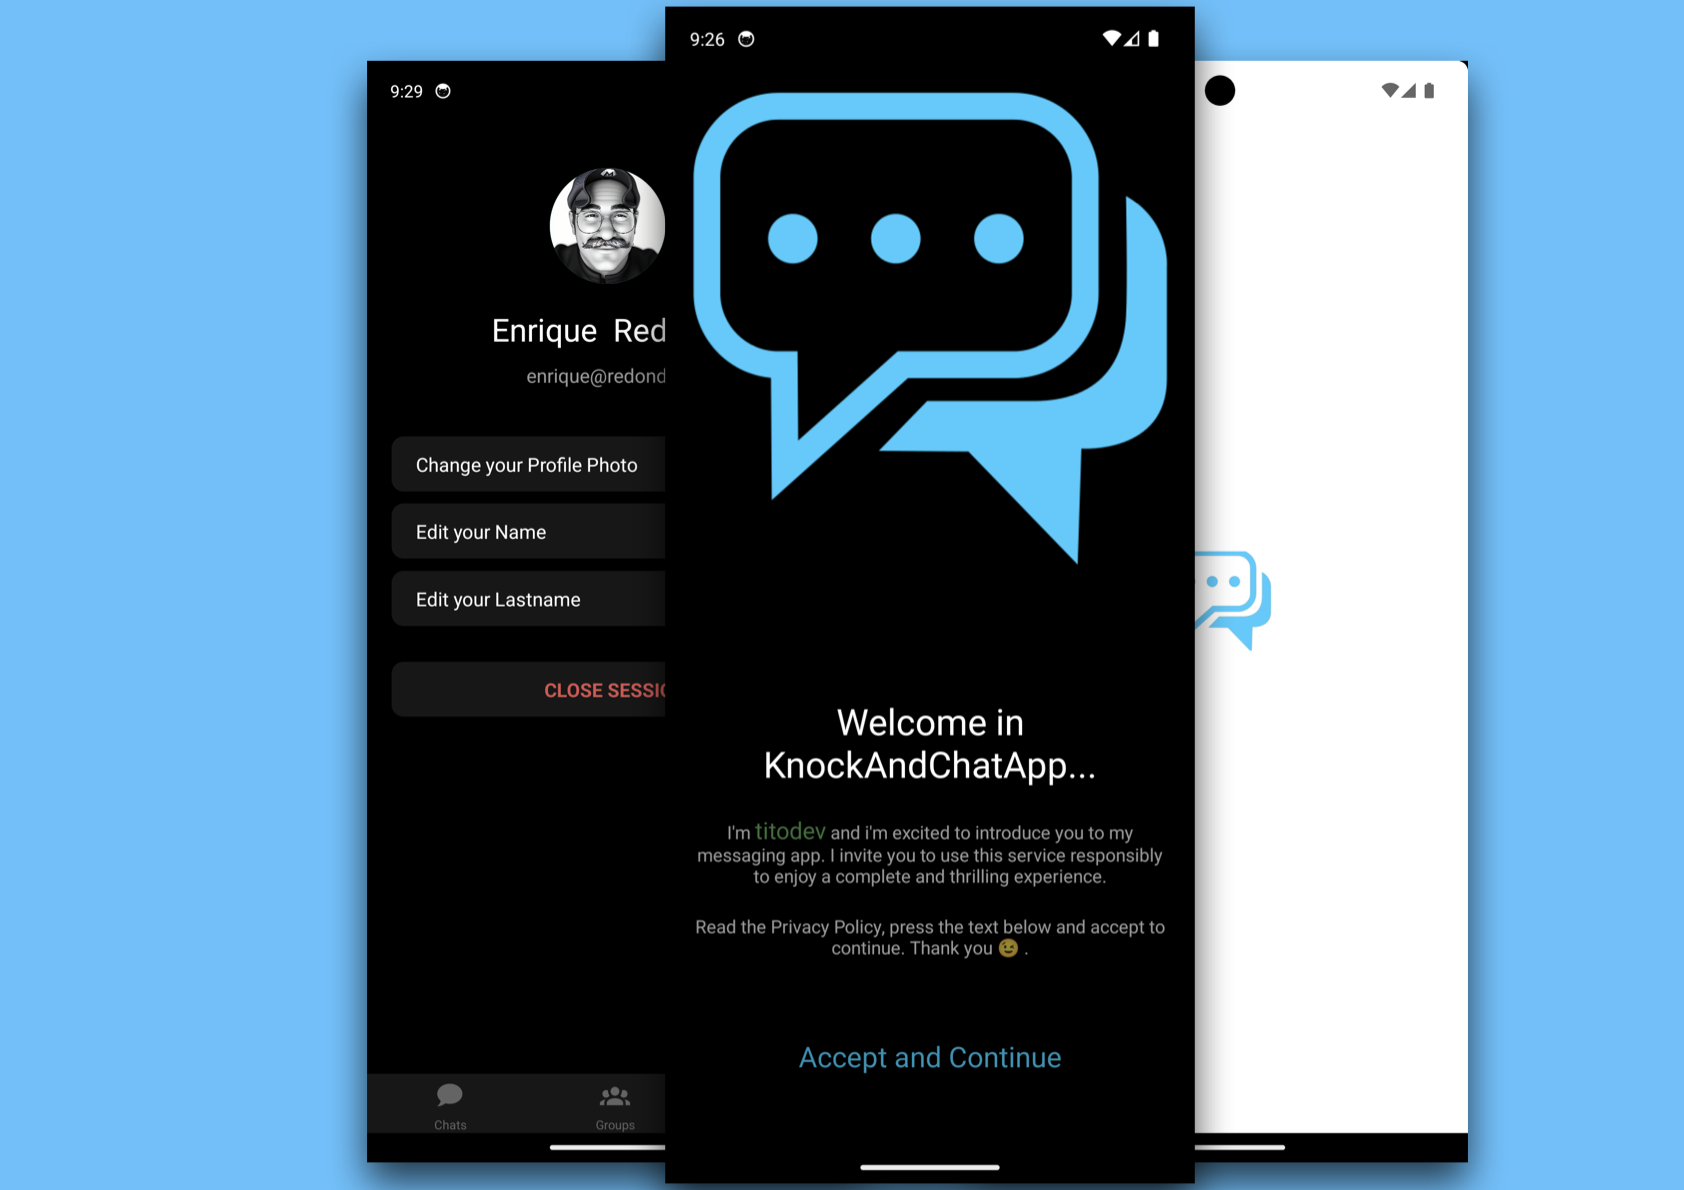 9:29
Enrique Red
enrique@redond
Change your Profile Photo
Edit your Name
Edit your Lastname
CLOSE SESSIO
Chats
Groups
9:26
Welcome in
KnockAndChatApp...
I'm titodev and i'm excited to introduce you to my
messaging app. I invite you to use this service responsibly
to enjoy a complete and thrilling experience.
Read the Privacy Policy, press the text below and accept to
continue. Thank you 😉 .
Accept and Continue